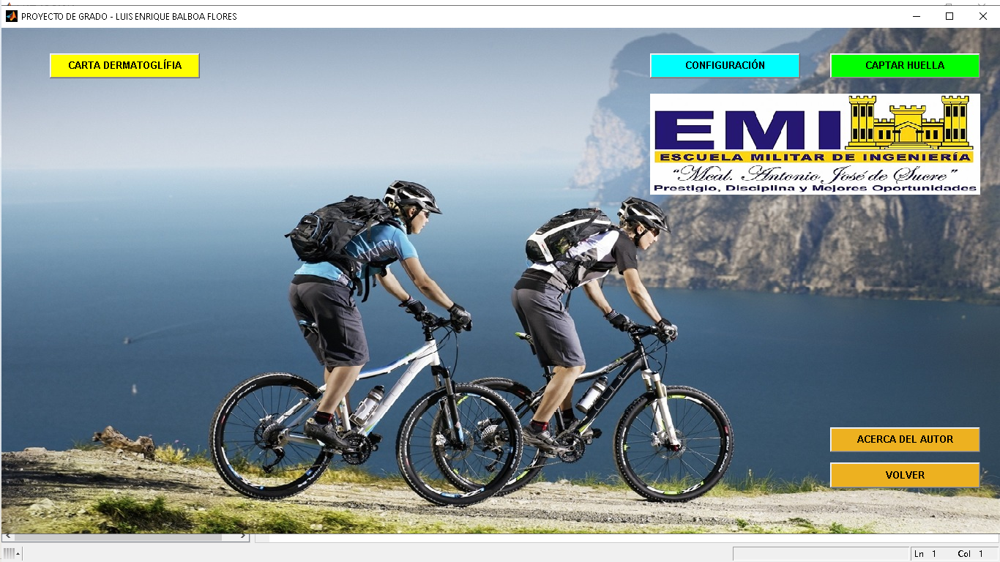 PROYECTO DE GRADO - LUIS ENRIQUE BALBOA FLORES
CARTA DERMATOGLÍFIA
CONFIGURACIÓN
CAPTAR HUELLA
EMI
ESCUELA MILITAR DE INGENIERÍA
“Mcal. Antonio José de Sucre”
Prestigio, Disciplina y Mejores Oportunidades
ACERCA DEL AUTOR
VOLVER
Ln 1 Col 1